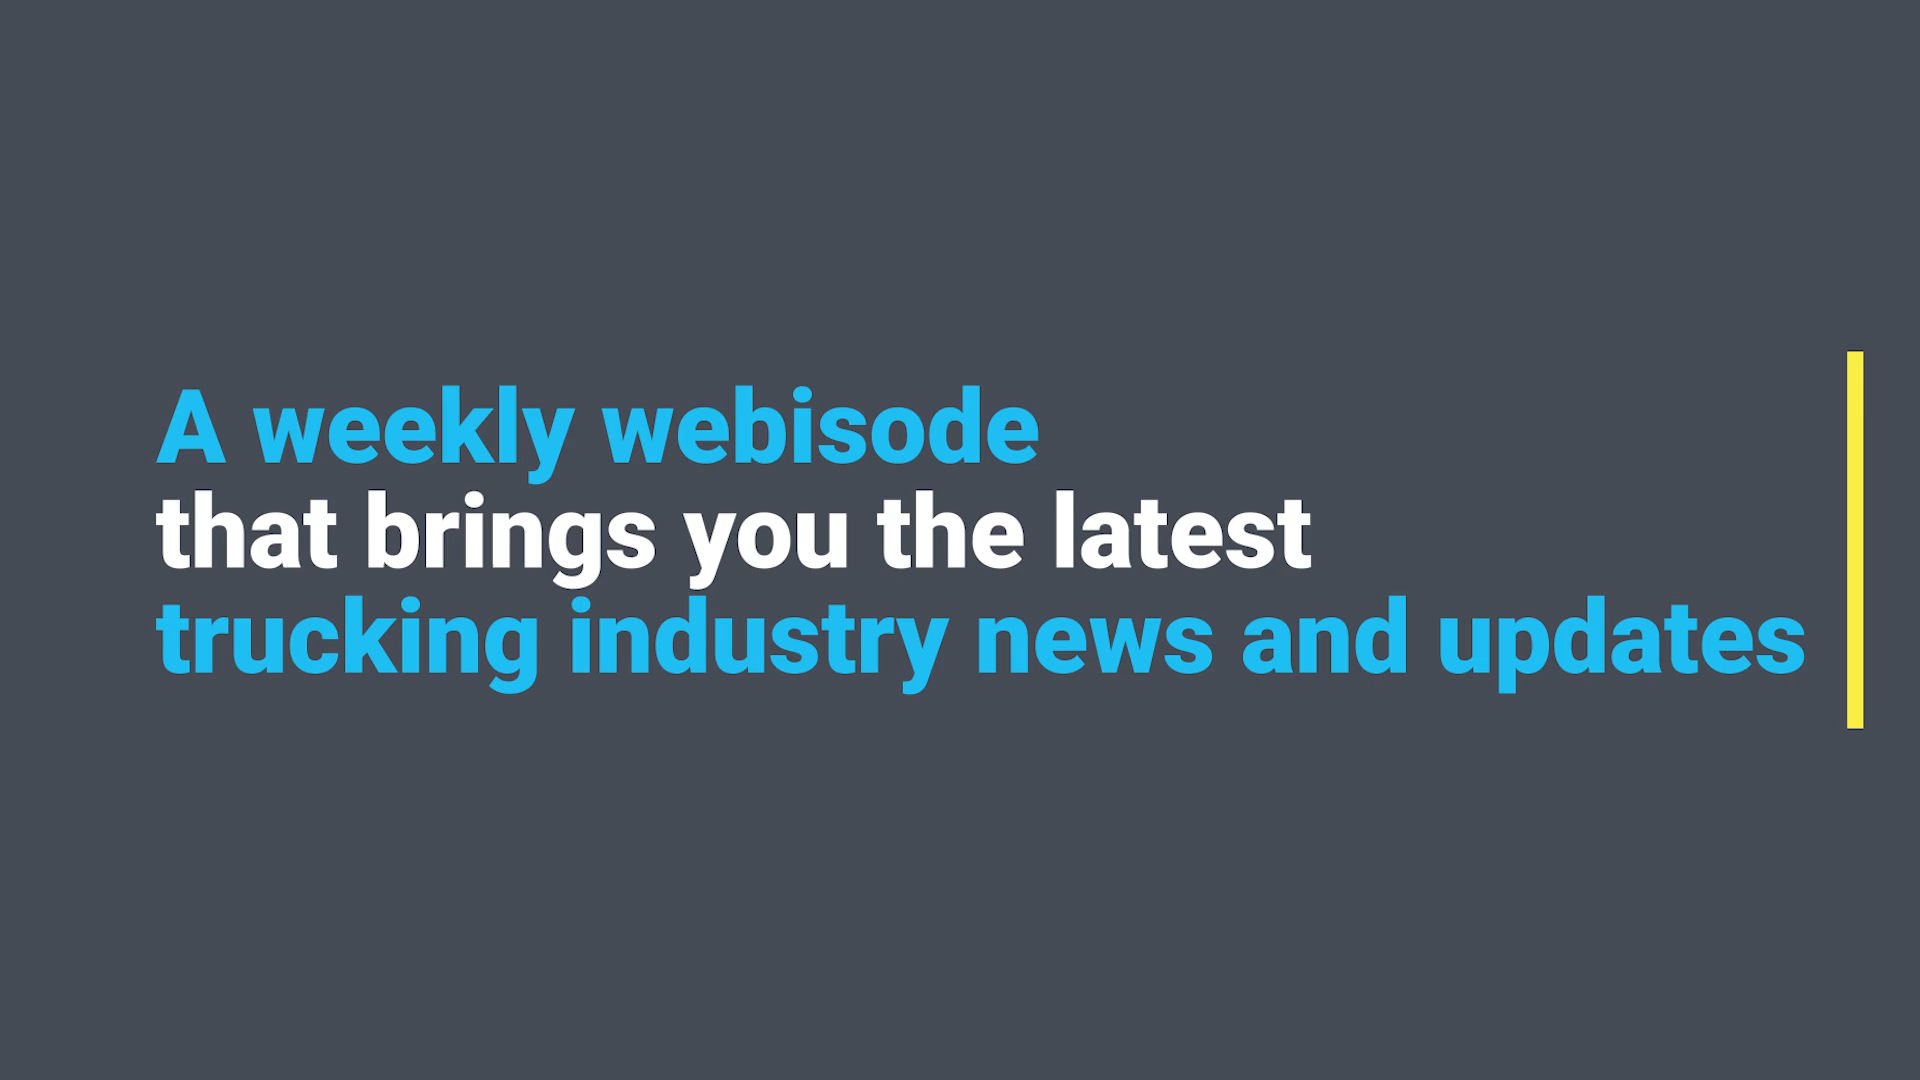 A weekly webisode
that brings you the latest
trucking industry news and updates